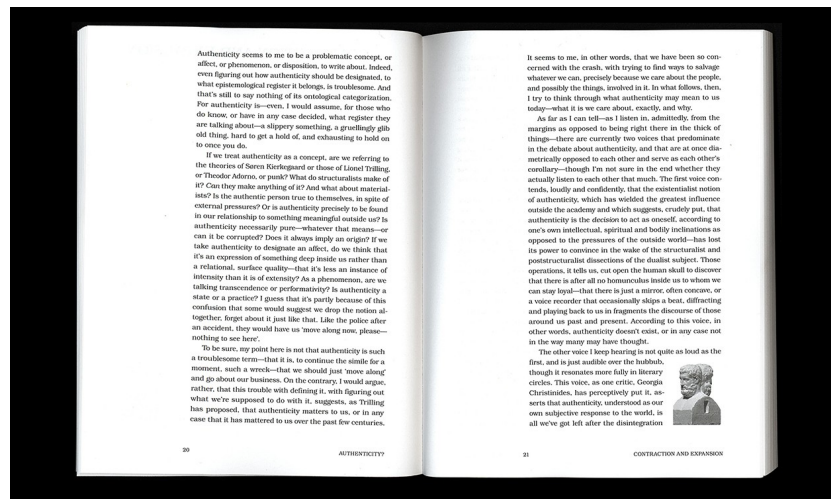 Authenticity seems to me to be a problematic concept, or
affect, or phenomenon, or disposition, to write about. Indeed,
even figuring out how authenticity should be designated, to
what epistemological register it belongs, is troublesome. And
that's still to say nothing of its ontological categorization.
For authenticity is—even, I would assume, for those who
do know, or have in any case decided, what register they
are talking about—a slippery something, a gruellingly glib
old thing, hard to get a hold of, and exhausting to hold on
to once you do.
If we treat authenticity as a concept, are we referring to
the theories of Søren Kierkegaard or those of Lionel Trilling,
or Theodor Adorno, or punk? What do structuralists make of
it? Can they make anything of it? And what about material-
ists? Is the authentic person true to themselves, in spite of
external pressures? Or is authenticity precisely to be found
in our relationship to something meaningful outside us? Is
authenticity necessarily pure—whatever that means—or
can it be corrupted? Does it always imply an origin? If we
take authenticity to designate an affect, do we think that
it's an expression of something deep inside us rather than
a relational, surface quality—that it's less an instance of
intensity than it is of extensity? As a phenomenon, are we
talking transcendence or performativity? Is authenticity a
state or a practice? I guess that it's partly because of this
confusion that some would suggest we drop the notion al-
together, forget about it just like that. Like the police after
an accident, they would have us 'move along now, please—
nothing to see here'.
To be sure, my point here is not that authenticity is such
a troublesome term—that it is, to continue the simile for a
moment, such a wreck—that we should just 'move along'
and go about our business. On the contrary, I would argue,
rather, that this trouble with defining it, with figuring out
what we're supposed to do with it, suggests, as Trilling
has proposed, that authenticity matters to us, or in any
case that it has mattered to us over the past few centuries.
20
AUTHENTICITY?
It seems to me, in other words, that we have been so con-
cerned with the crash, with trying to find ways to salvage
whatever we can, precisely because we care about the people,
and possibly the things, involved in it. In what follows, then,
I try to think through what authenticity may mean to us
today—what it is we care about, exactly, and why.
As far as I can tell—as I listen in, admittedly, from the
margins as opposed to being right there in the thick of
things—there are currently two voices that predominate
in the debate about authenticity, and that are at once dia-
metrically opposed to each other and serve as each other's
corollary—though I'm not sure in the end whether they
actually listen to each other that much. The first voice con-
tends, loudly and confidently, that the existentialist notion
of authenticity, which has wielded the greatest influence
outside the academy and which suggests, crudely put, that
authenticity is the decision to act as oneself, according to
one's own intellectual, spiritual and bodily inclinations as
opposed to the pressures of the outside world—has lost
its power to convince in the wake of the structuralist and
poststructuralist dissections of the dualist subject. Those
operations, it tells us, cut open the human skull to discover
that there is after all no homunculus inside us to whom we
can stay loyal—that there is just a mirror, often concave, or
a voice recorder that occasionally skips a beat, diffracting
and playing back to us in fragments the discourse of those
around us past and present. According to this voice, in
other words, authenticity doesn't exist, or in any case not
in the way many may have thought.
The other voice I keep hearing is not quite as loud as the
first, and is just audible over the hubbub,
though it resonates more fully in literary
circles. This voice, as one critic, Georgia
Christinides, has perceptively put it, as-
serts that authenticity, understood as our
own subjective response to the world, is
all we've got left after the disintegration
21
CONTRACTION AND EXPANSION